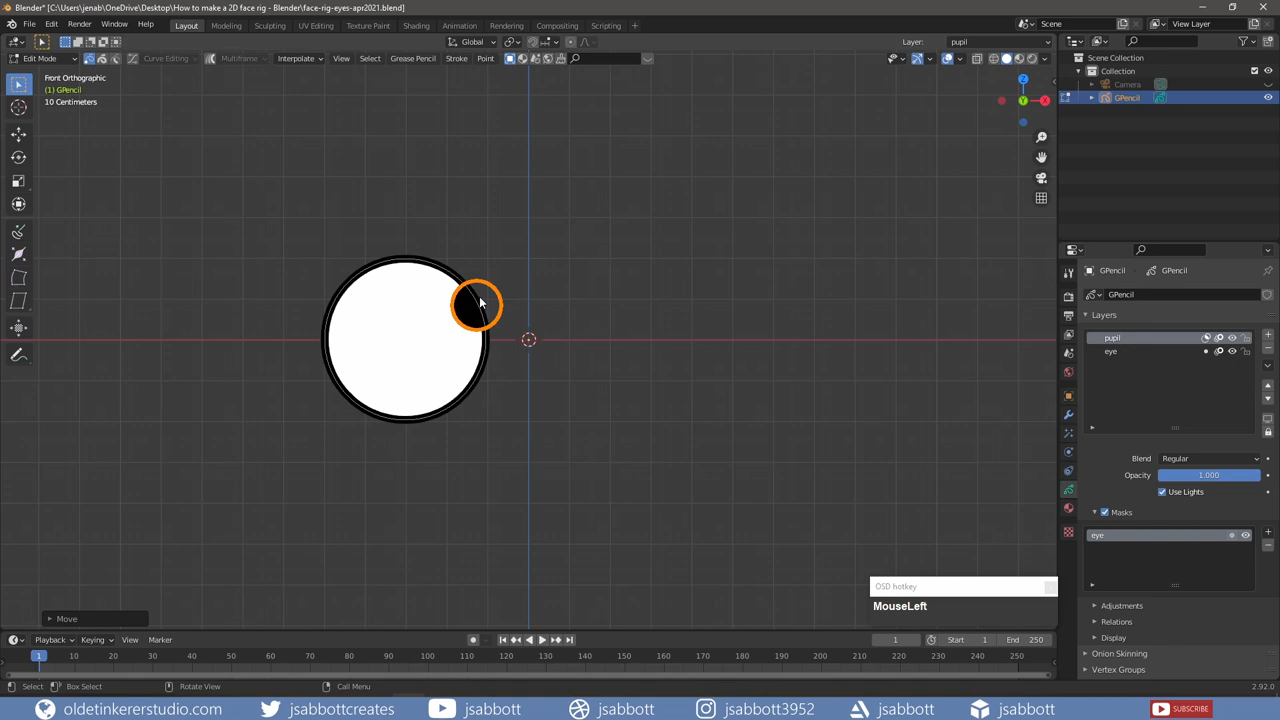 Blender* [C:\Users\jenab\OneDrive\Desktop\How to make a 2D face rig - Blender\face-rig-eyes-apr2021.blend]
File Edit Render Window Help Layout Modeling Sculpting UV Editing Texture Paint Shading Animation Rendering Compositing Scripting Scene View Layer
Global Layer: pupil
Edit Mode Curve Editing Multiframe Interpolate View Select Grease Pencil Stroke Point
Scene Collection
Collection
Camera
GPencil
Front Orthographic
(1) GPencil
10 Centimeters
Z
Y
X
GPencil GPencil
GPencil
Layers
pupil
eye
Blend Regular
Opacity 1.000
Use Lights
Masks
eye
Adjustments
Relations
Display
Onion Skinning
Vertex Groups
OSD hotkey
MouseLeft
Move
Playback Keying View Marker 1 Start 1 End 250
1 10 20 30 40 50 60 70 80 90 100 110 120 130 140 150 160 170 180 190 200 210 220 230 240 250
Select Box Select Rotate View Call Menu 2.92.0
oldetinkererstudio.com jsabbottcreates jsabbott jsabbott jsabbott3952 jsabbott jsabbott SUBSCRIBE